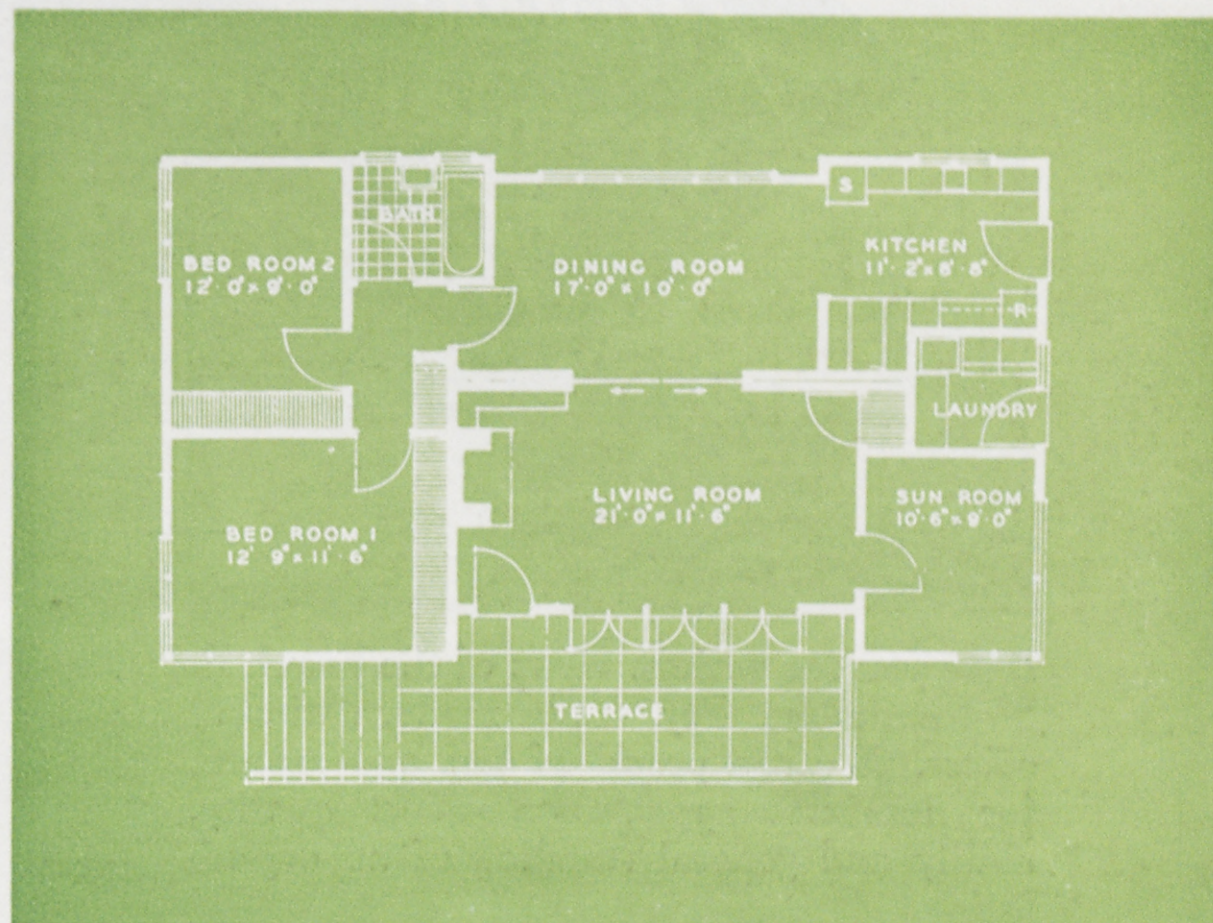 BATH
S
BED ROOM 2
12'·0" x 9'·0"
DINING ROOM
17'·0" x 10'·0"
KITCHEN
11'·2" x 8'·8"
R
LAUNDRY
BED ROOM 1
12' 9" x 11'·6"
LIVING ROOM
21'·0" x 11'·6"
SUN ROOM
10'·6" x 9'·0"
TERRACE